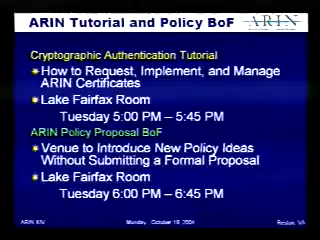 ARIN Tutorial and Policy BoF
ARIN
Cryptographic Authentication Tutorial
How to Request, Implement, and Manage
ARIN Certificates
Lake Fairfax Room
Tuesday 5:00 PM – 5:45 PM
ARIN Policy Proposal BoF
Venue to Introduce New Policy Ideas
Without Submitting a Formal Proposal
Lake Fairfax Room
Tuesday 6:00 PM – 6:45 PM
ARIN XIV
Monday, October 18, 2004
Reston, VA